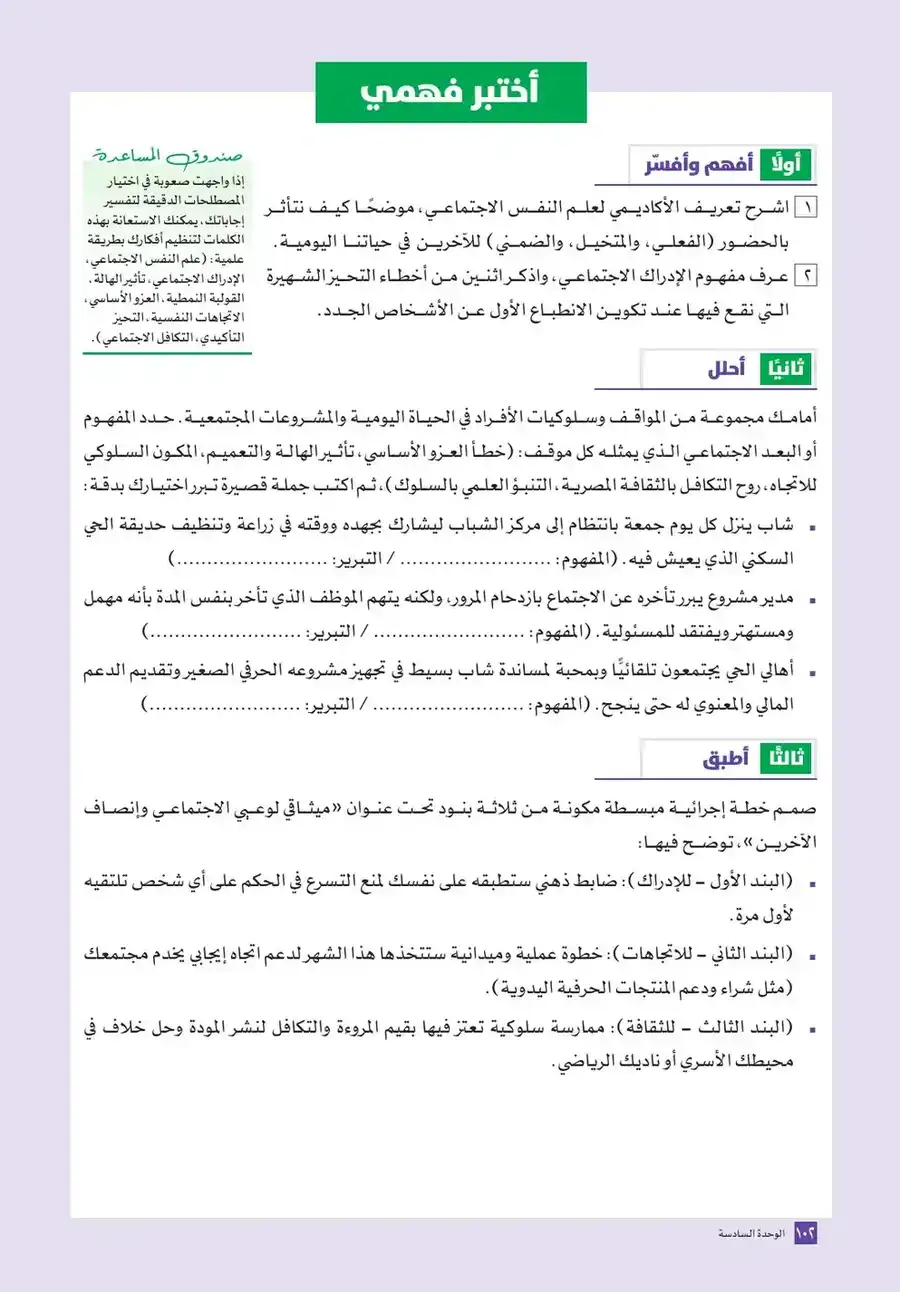 أختبر فهمي
أولًا أفهم وأفسّر
١ اشرح تعريف الأكاديمي لعلم النفس الاجتماعي، موضحًا كيف نتأثر
بالحضور (الفعلي، والمتخيل، والضمني) للآخرين في حياتنا اليومية.
٢ عرف مفهوم الإدراك الاجتماعي، واذكر اثنين من أخطاء التحيز الشهيرة
التي نقع فيها عند تكوين الانطباع الأول عن الأشخاص الجدد.
صندوق المساعدة
إذا واجهت صعوبة في اختيار
المصطلحات الدقيقة لتفسير
إجاباتك، يمكنك الاستعانة بهذه
الكلمات لتنظيم أفكارك بطريقة
علمية: (علم النفس الاجتماعي،
الإدراك الاجتماعي، تأثير الهالة.
القولبة النمطية، العزو الأساسي،
الاتجاهات النفسية، التحيز
التأكيدي، التكافل الاجتماعي).
ثانيًا أحلل
أمامك مجموعة من المواقف وسلوكيات الأفراد في الحياة اليومية والمشروعات المجتمعية. حدد المفهوم
أو البعد الاجتماعي الذي يمثله كل موقف: (خطأ العزو الأساسي، تأثير الهالة والتعميم، المكون السلوكي
للاتجاه، روح التكافل بالثقافة المصرية، التنبؤ العلمي بالسلوك)، ثم اكتب جملة قصيرة تبرر اختيارك بدقة:
▪ شاب ينزل كل يوم جمعة بانتظام إلى مركز الشباب ليشارك بجهده ووقته في زراعة وتنظيف حديقة الحي
السكني الذي يعيش فيه. (المفهوم: ......................... / التبرير: .........................)
▪ مدير مشروع يبرر تأخره عن الاجتماع بازدحام المرور، ولكنه يتهم الموظف الذي تأخر بنفس المدة بأنه مهمل
ومستهتر ويفتقد للمسئولية. (المفهوم: ......................... / التبرير: .........................)
▪ أهالي الحي يجتمعون تلقائيًّا وبمحبة لمساندة شاب بسيط في تجهيز مشروعه الحرفي الصغير وتقديم الدعم
المالي والمعنوي له حتى ينجح. (المفهوم: ......................... / التبرير: .........................)
ثالثًا أطبق
صمم خطة إجرائية مبسطة مكونة من ثلاثة بنود تحت عنوان «ميثاقي لوعيي الاجتماعي وإنصاف
الآخرين»، توضح فيها:
▪ (البند الأول – للإدراك): ضابط ذهني ستطبقه على نفسك لمنع التسرع في الحكم على أي شخص تلتقيه
لأول مرة.
▪ (البند الثاني – للاتجاهات): خطوة عملية وميدانية ستتخذها هذا الشهر لدعم اتجاه إيجابي يخدم مجتمعك
(مثل شراء ودعم المنتجات الحرفية اليدوية).
▪ (البند الثالث – للثقافة): ممارسة سلوكية تعتز فيها بقيم المروءة والتكافل لنشر المودة وحل خلاف في
محيطك الأسري أو ناديك الرياضي.
١٠٢ الوحدة السادسة